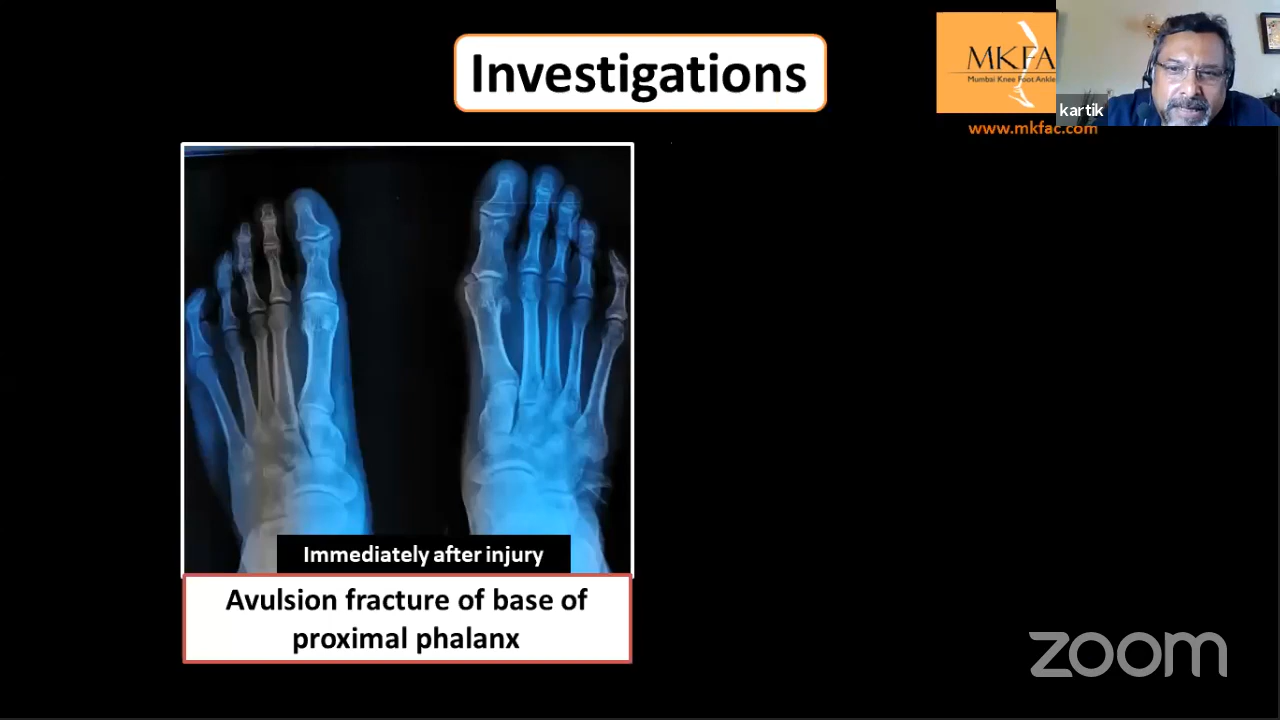 Investigations
MKFA
Mumbai Knee Foot Ankle
www.mkfac.com
kartik
Immediately after injury
Avulsion fracture of base of
proximal phalanx
zoom